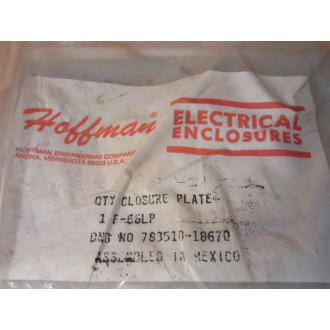 Hoffman®
HOFFMAN ENGINEERING COMPANY
ANOKA, MINNESOTA 55303 U.S.A.
ELECTRICAL
ENCLOSURES
QTY CLOSURE PLATE
1 F-66LP
NO 783510-18670
ASSEMBLED IN MEXICO